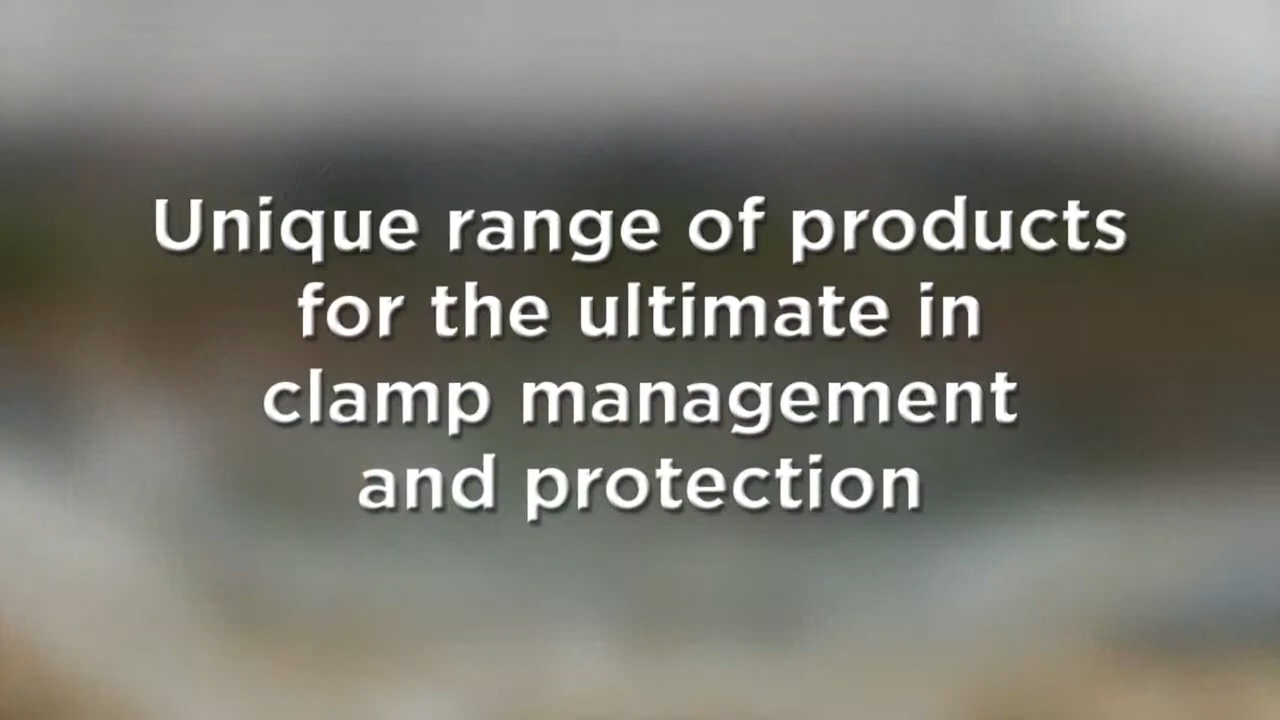 Unique range of products
for the ultimate in
clamp management
and protection